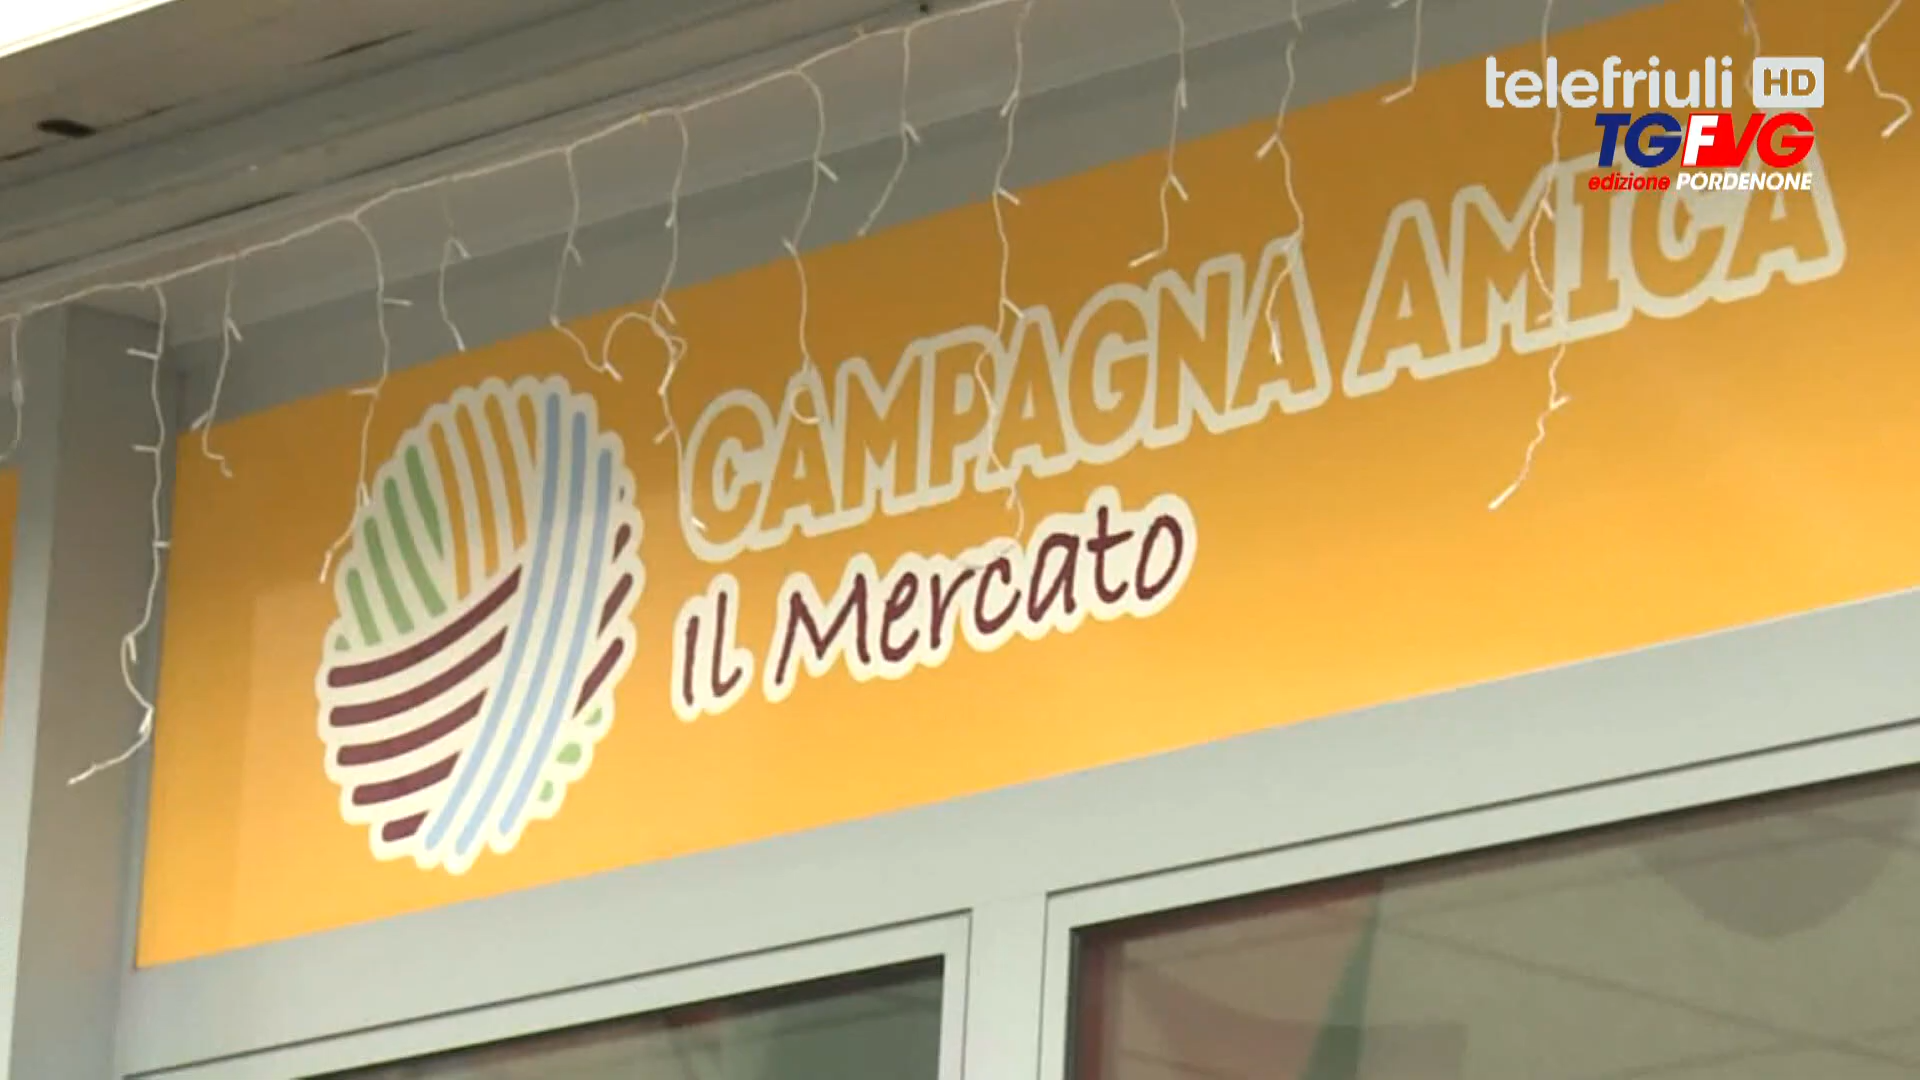 telefriuli HD
TGFVG
edizione PORDENONE
CAMPAGNA AMICA
Il Mercato